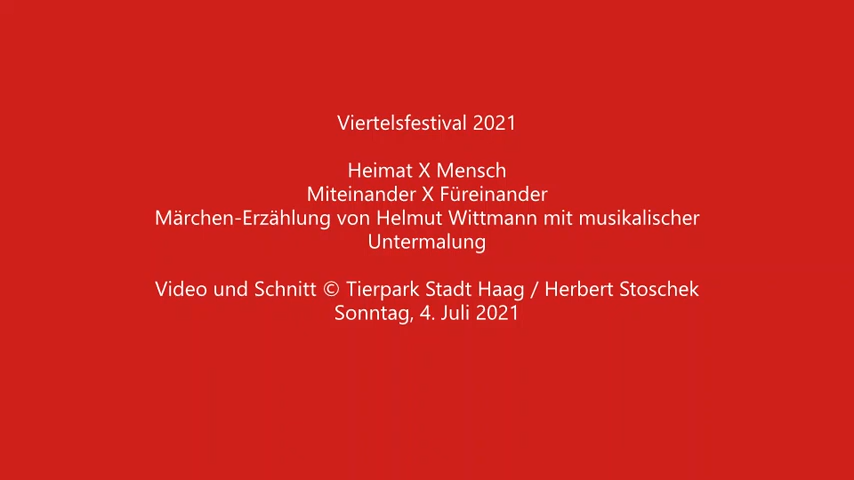 Viertelsfestival 2021
Heimat X Mensch
Miteinander X Füreinander
Märchen-Erzählung von Helmut Wittmann mit musikalischer
Untermalung
Video und Schnitt © Tierpark Stadt Haag / Herbert Stoschek
Sonntag, 4. Juli 2021